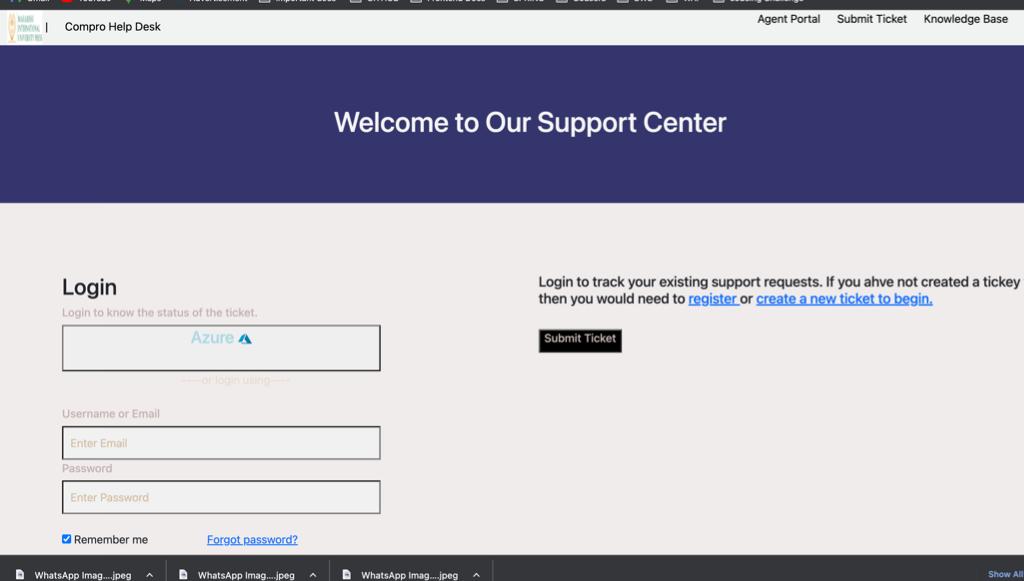 Compro Help Desk
Agent Portal Submit Ticket Knowledge Base
Welcome to Our Support Center
Login
Login to know the status of the ticket.
Azure
----or login using----
Username or Email
Enter Email
Password
Enter Password
Remember me Forgot password?
Login to track your existing support requests. If you ahve not created a tickey
then you would need to register or create a new ticket to begin.
Submit Ticket
WhatsApp Imag....jpeg WhatsApp Imag....jpeg WhatsApp Imag....jpeg Show All